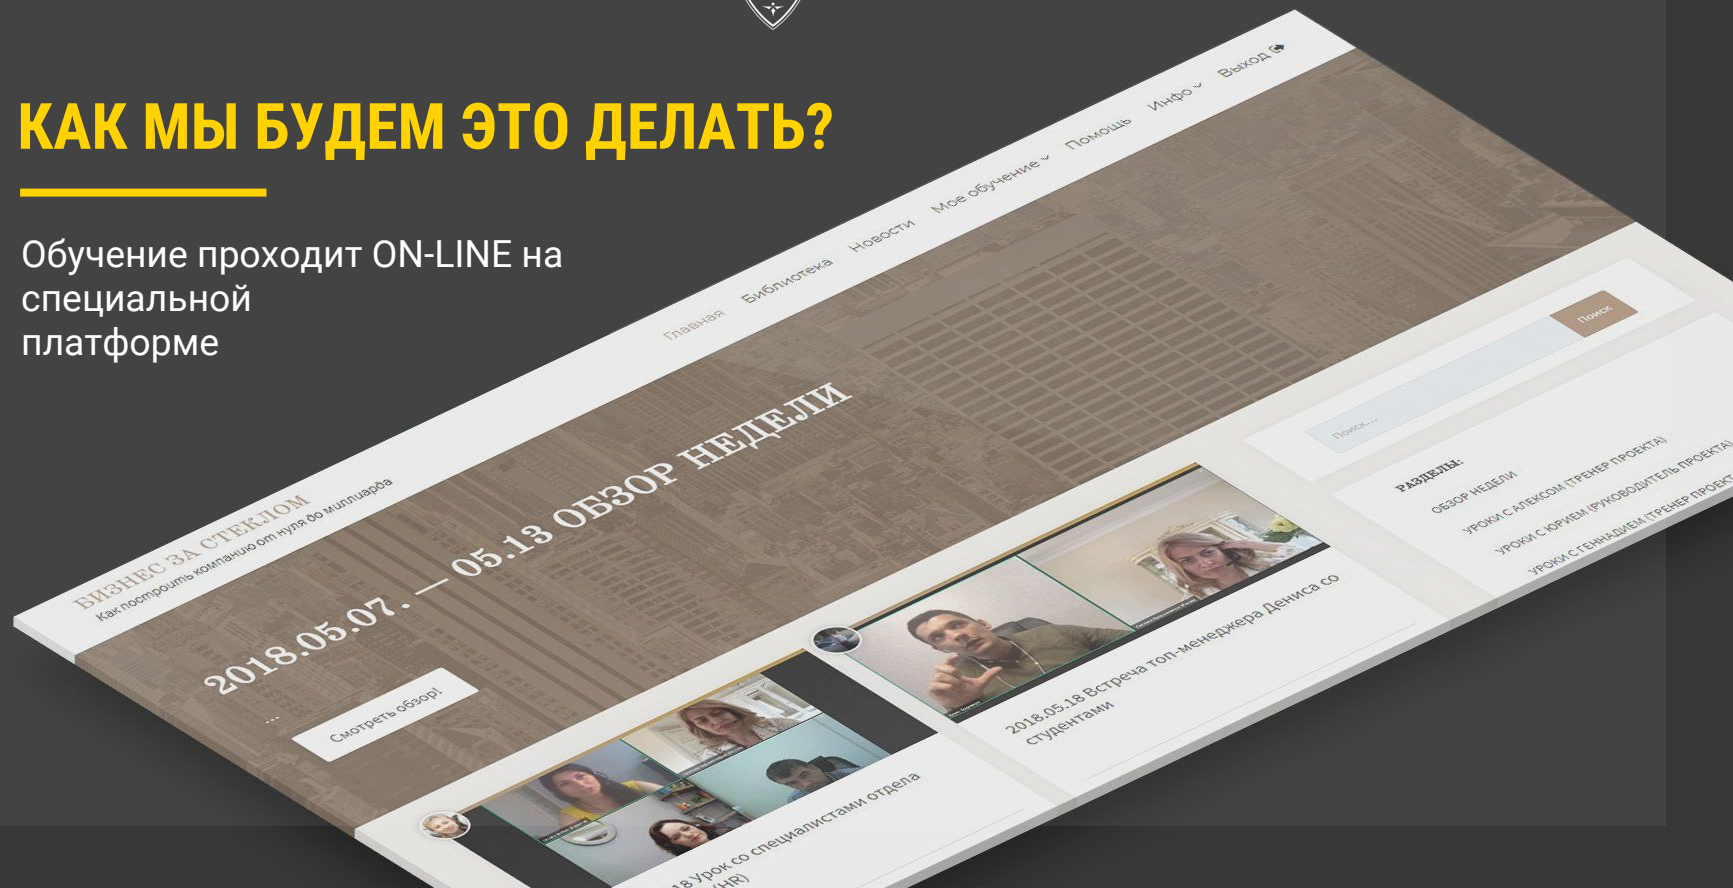 КАК МЫ БУДЕМ ЭТО ДЕЛАТЬ?
Обучение проходит ON-LINE на
специальной
платформе
БИЗНЕС ЗА СТЕКЛОМ
Как построить компанию от нуля до миллиарда
Главная
Библиотека
Новости
Мое обучение
Помощь
Инфо
Выход
2018.05.07. — 05.13 ОБЗОР НЕДЕЛИ
...
Смотреть обзор!
Поиск...
Поиск
РАЗДЕЛЫ:
ОБЗОР НЕДЕЛИ
УРОКИ С АЛЕКСОМ (ТРЕНЕР ПРОЕКТА)
УРОКИ С ЮРИЕМ (РУКОВОДИТЕЛЬ ПРОЕКТА)
УРОКИ С ГЕННАДИЕМ (ТРЕНЕР ПРОЕКТ
2018.05.18 Встреча топ-менеджера Дениса со
студентами
18 Урок со специалистами отдела
(HR)